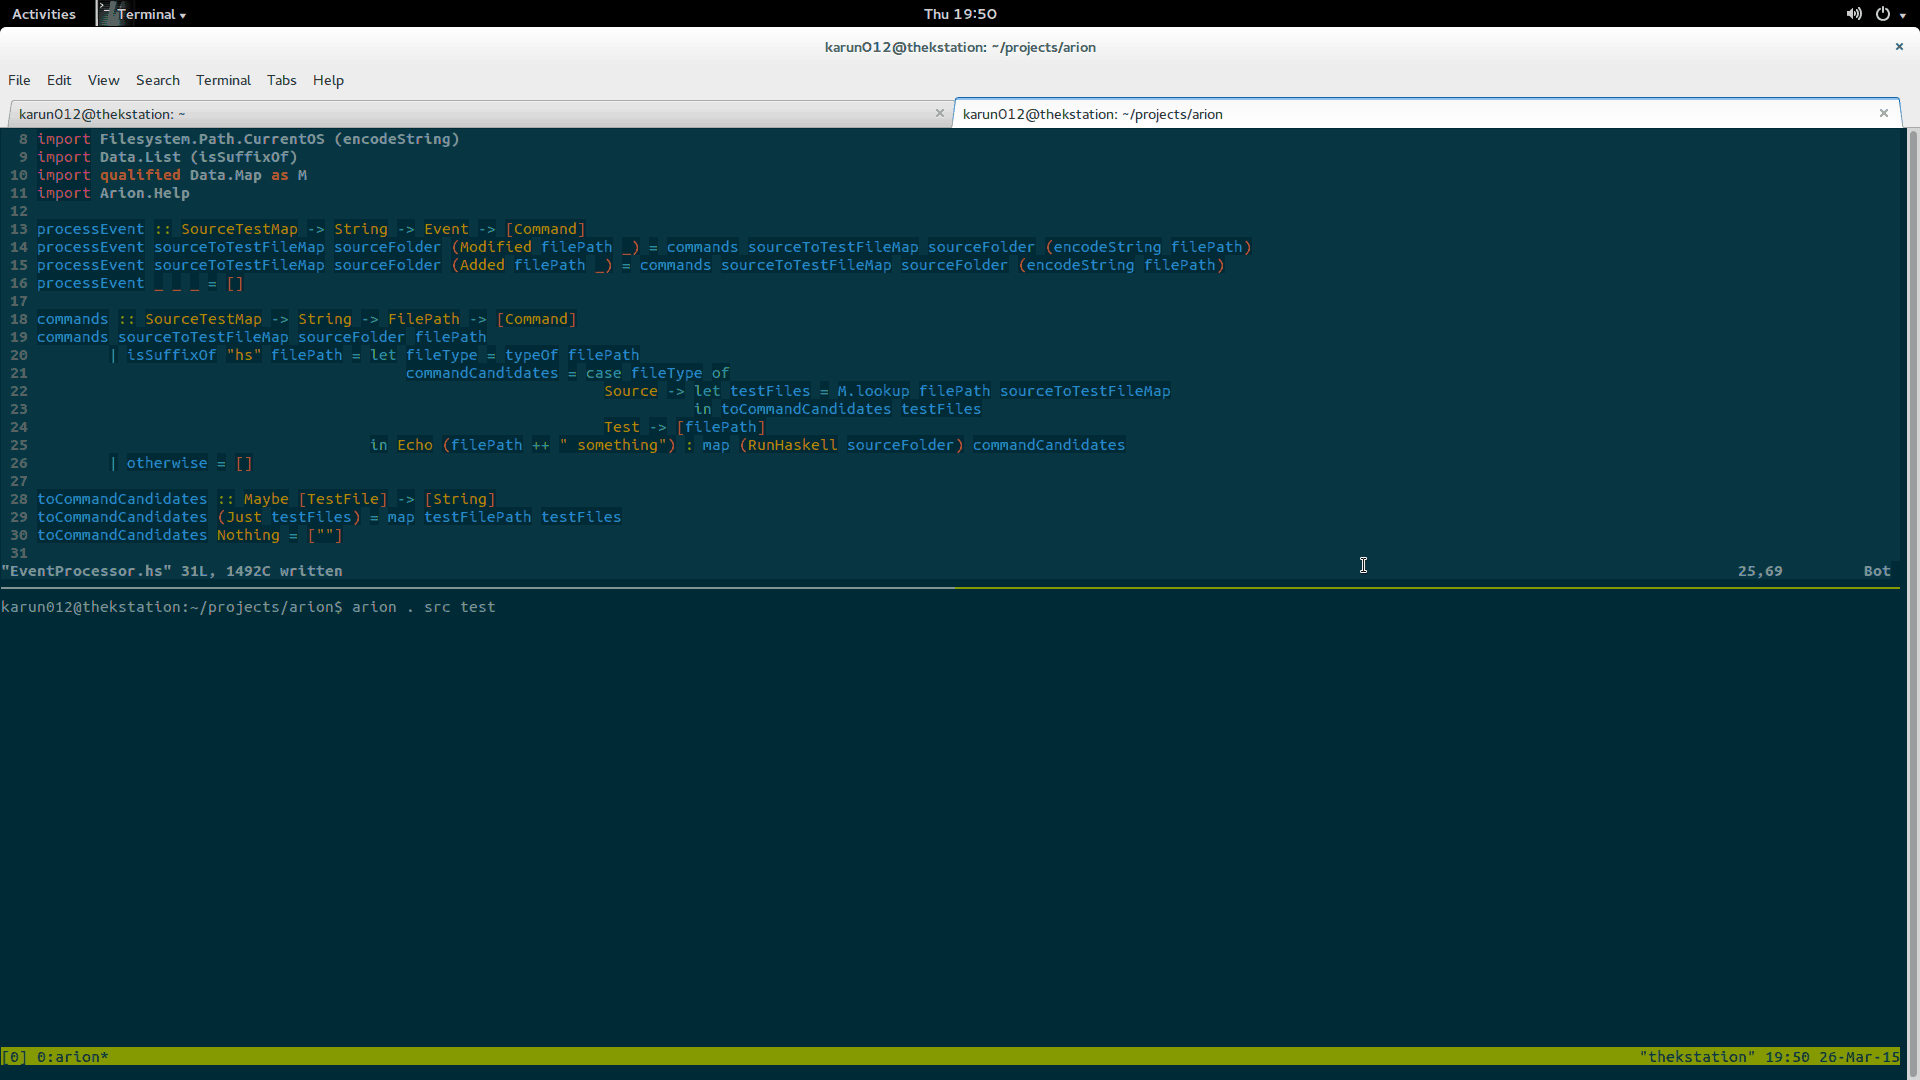 Activities Terminal Thu 19:50
karun012@thekstation: ~/projects/arion
File Edit View Search Terminal Tabs Help
karun012@thekstation: ~ karun012@thekstation: ~/projects/arion
8 import Filesystem.Path.CurrentOS (encodeString)
9 import Data.List (isSuffixOf)
10 import qualified Data.Map as M
11 import Arion.Help
12
13 processEvent :: SourceTestMap -> String -> Event -> [Command]
14 processEvent sourceToTestFileMap sourceFolder (Modified filePath _) = commands sourceToTestFileMap sourceFolder (encodeString filePath)
15 processEvent sourceToTestFileMap sourceFolder (Added filePath _) = commands sourceToTestFileMap sourceFolder (encodeString filePath)
16 processEvent _ _ _ = []
17
18 commands :: SourceTestMap -> String -> FilePath -> [Command]
19 commands sourceToTestFileMap sourceFolder filePath
20         | isSuffixOf "hs" filePath = let fileType = typeOf filePath
21                                          commandCandidates = case fileType of
22                                                                Source -> let testFiles = M.lookup filePath sourceToTestFileMap
23                                                                          in toCommandCandidates testFiles
24                                                                Test -> [filePath]
25                                      in Echo (filePath ++ " something") : map (RunHaskell sourceFolder) commandCandidates
26         | otherwise = []
27
28 toCommandCandidates :: Maybe [TestFile] -> [String]
29 toCommandCandidates (Just testFiles) = map testFilePath testFiles
30 toCommandCandidates Nothing = [""]
31
"EventProcessor.hs" 31L, 1492C written 25,69 Bot
karun012@thekstation:~/projects/arion$ arion . src test
[0] 0:arion* "thekstation" 19:50 26-Mar-15